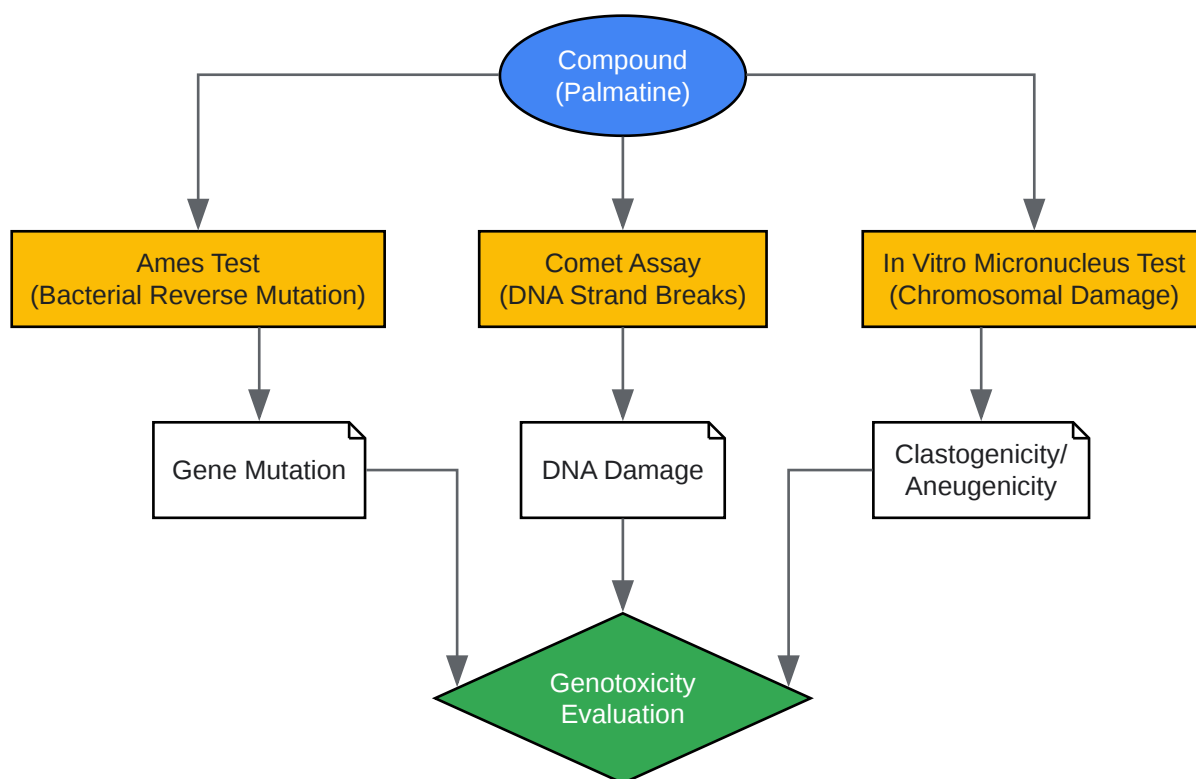 Compound
(Palmatine)
Ames Test
(Bacterial Reverse Mutation)
Comet Assay
(DNA Strand Breaks)
In Vitro Micronucleus Test
(Chromosomal Damage)
Gene Mutation
DNA Damage
Clastogenicity/
Aneugenicity
Genotoxicity
Evaluation